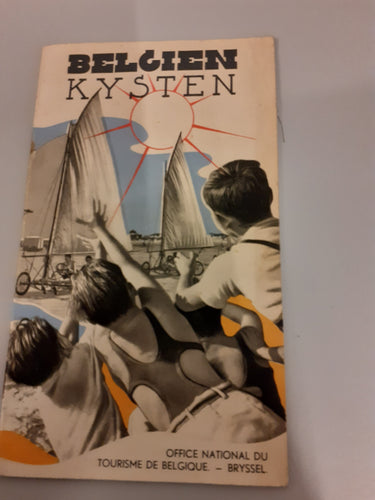 BELGIEN
KYSTEN
OFFICE NATIONAL DU
TOURISME DE BELGIQUE. – BRYSSEL.